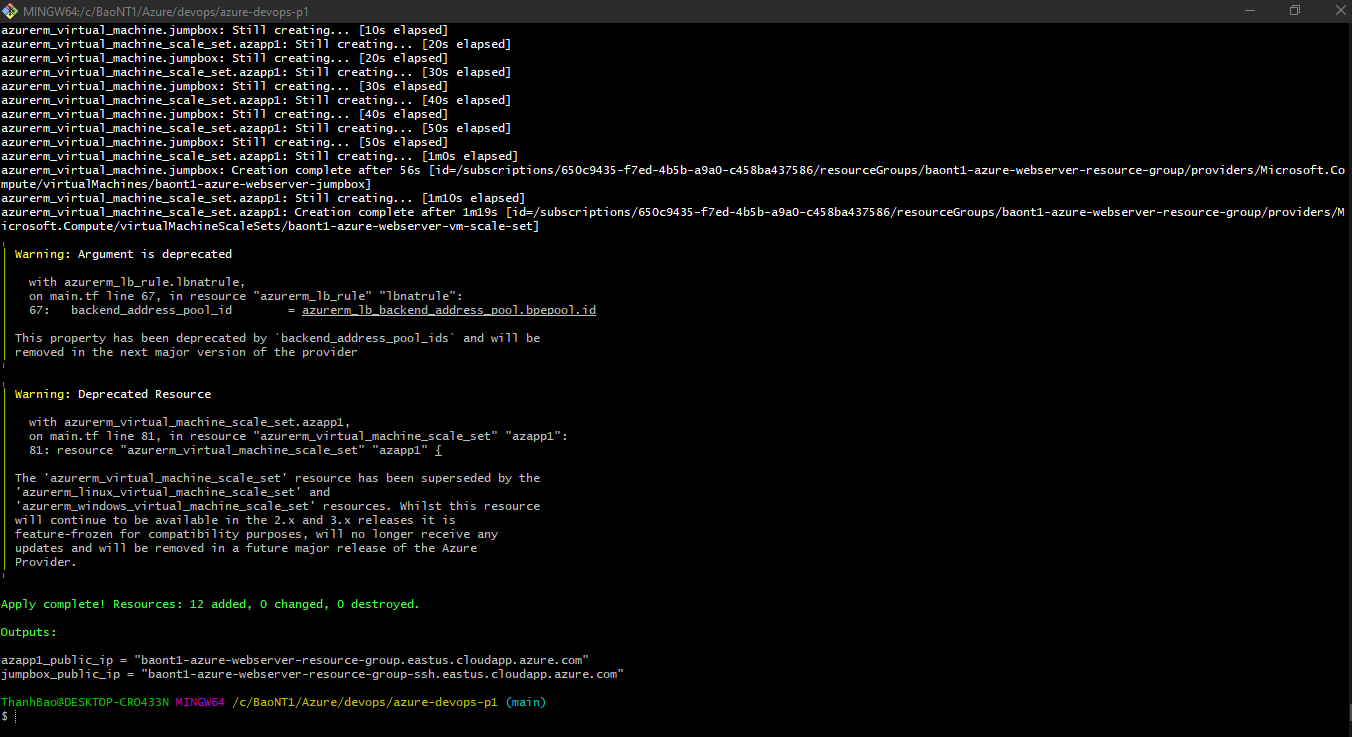 MINGW64:/c/BaoNT1/Azure/devops/azure-devops-p1
azurerm_virtual_machine.jumpbox: Still creating... [10s elapsed]
azurerm_virtual_machine_scale_set.azapp1: Still creating... [20s elapsed]
azurerm_virtual_machine.jumpbox: Still creating... [20s elapsed]
azurerm_virtual_machine_scale_set.azapp1: Still creating... [30s elapsed]
azurerm_virtual_machine.jumpbox: Still creating... [30s elapsed]
azurerm_virtual_machine_scale_set.azapp1: Still creating... [40s elapsed]
azurerm_virtual_machine.jumpbox: Still creating... [40s elapsed]
azurerm_virtual_machine_scale_set.azapp1: Still creating... [50s elapsed]
azurerm_virtual_machine.jumpbox: Still creating... [50s elapsed]
azurerm_virtual_machine_scale_set.azapp1: Still creating... [1m0s elapsed]
azurerm_virtual_machine.jumpbox: Creation complete after 56s [id=/subscriptions/650c9435-f7ed-4b5b-a9a0-c458ba437586/resourceGroups/baont1-azure-webserver-resource-group/providers/Microsoft.Co
mpute/virtualMachines/baont1-azure-webserver-jumpbox]
azurerm_virtual_machine_scale_set.azapp1: Still creating... [1m10s elapsed]
azurerm_virtual_machine_scale_set.azapp1: Creation complete after 1m19s [id=/subscriptions/650c9435-f7ed-4b5b-a9a0-c458ba437586/resourceGroups/baont1-azure-webserver-resource-group/providers/M
icrosoft.Compute/virtualMachineScaleSets/baont1-azure-webserver-vm-scale-set]
Warning: Argument is deprecated
with azurerm_lb_rule.lbnatrule,
on main.tf line 67, in resource "azurerm_lb_rule" "lbnatrule":
67: backend_address_pool_id = azurerm_lb_backend_address_pool.bpepool.id
This property has been deprecated by `backend_address_pool_ids` and will be
removed in the next major version of the provider
Warning: Deprecated Resource
with azurerm_virtual_machine_scale_set.azapp1,
on main.tf line 81, in resource "azurerm_virtual_machine_scale_set" "azapp1":
81: resource "azurerm_virtual_machine_scale_set" "azapp1" {
The 'azurerm_virtual_machine_scale_set' resource has been superseded by the
'azurerm_linux_virtual_machine_scale_set' and
'azurerm_windows_virtual_machine_scale_set' resources. Whilst this resource
will continue to be available in the 2.x and 3.x releases it is
feature-frozen for compatibility purposes, will no longer receive any
updates and will be removed in a future major release of the Azure
Provider.
Apply complete! Resources: 12 added, 0 changed, 0 destroyed.
Outputs:
azapp1_public_ip = "baont1-azure-webserver-resource-group.eastus.cloudapp.azure.com"
jumpbox_public_ip = "baont1-azure-webserver-resource-group-ssh.eastus.cloudapp.azure.com"
ThanhBao@DESKTOP-CRO433N MINGW64 /c/BaoNT1/Azure/devops/azure-devops-p1 (main)
$